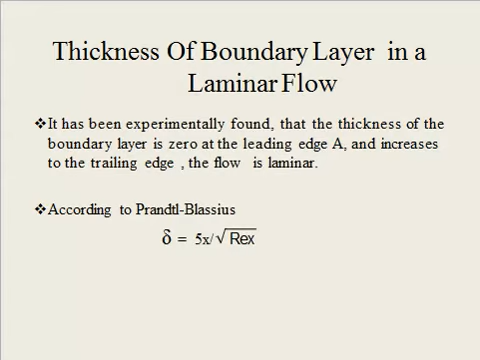 Thickness Of Boundary Layer in a
Laminar Flow
❖It has been experimentally found, that the thickness of the
boundary layer is zero at the leading edge A, and increases
to the trailing edge , the flow is laminar.
❖According to Prandtl-Blassius
δ = 5x/√Rex